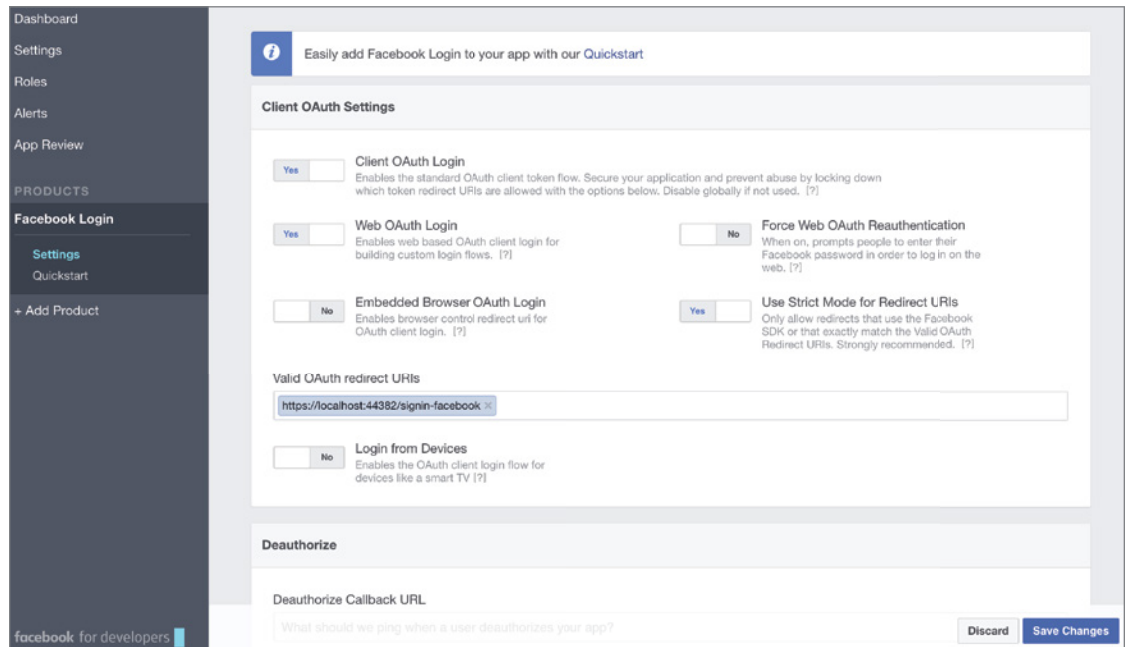 Dashboard
Settings
Roles
Alerts
App Review
PRODUCTS
Facebook Login
Settings
Quickstart
+ Add Product
facebook for developers
i
Easily add Facebook Login to your app with our Quickstart
Client OAuth Settings
Yes
Client OAuth Login
Enables the standard OAuth client token flow. Secure your application and prevent abuse by locking down
which token redirect URIs are allowed with the options below. Disable globally if not used. [?]
Yes
Web OAuth Login
Enables web based OAuth client login for
building custom login flows. [?]
No
Force Web OAuth Reauthentication
When on, prompts people to enter their
Facebook password in order to log in on the
web. [?]
No
Embedded Browser OAuth Login
Enables browser control redirect uri for
OAuth client login. [?]
Yes
Use Strict Mode for Redirect URIs
Only allow redirects that use the Facebook
SDK or that exactly match the Valid OAuth
Redirect URIs. Strongly recommended. [?]
Valid OAuth redirect URIs
https://localhost:44382/signin-facebook ×
No
Login from Devices
Enables the OAuth client login flow for
devices like a smart TV [?]
Deauthorize
Deauthorize Callback URL
What should we ping when a user deauthorizes your app?
Discard
Save Changes